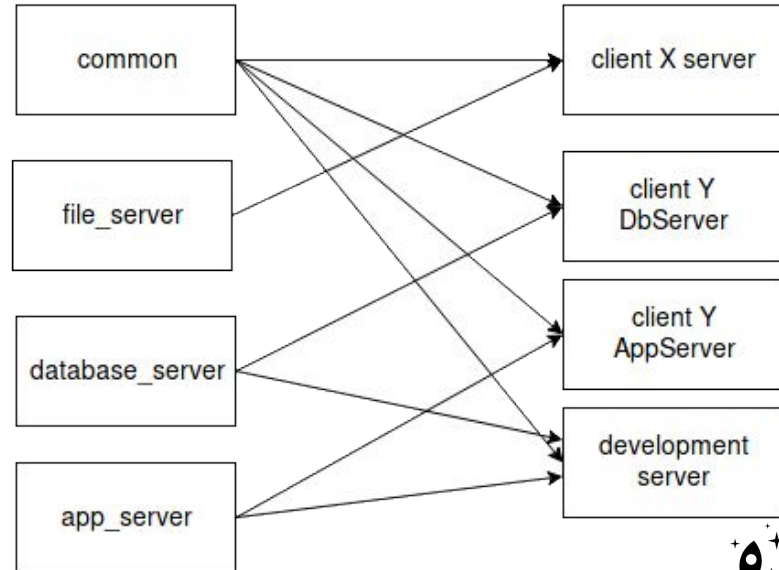 common
client X server
file_server
client Y
DbServer
client Y
AppServer
database_server
development
server
app_server